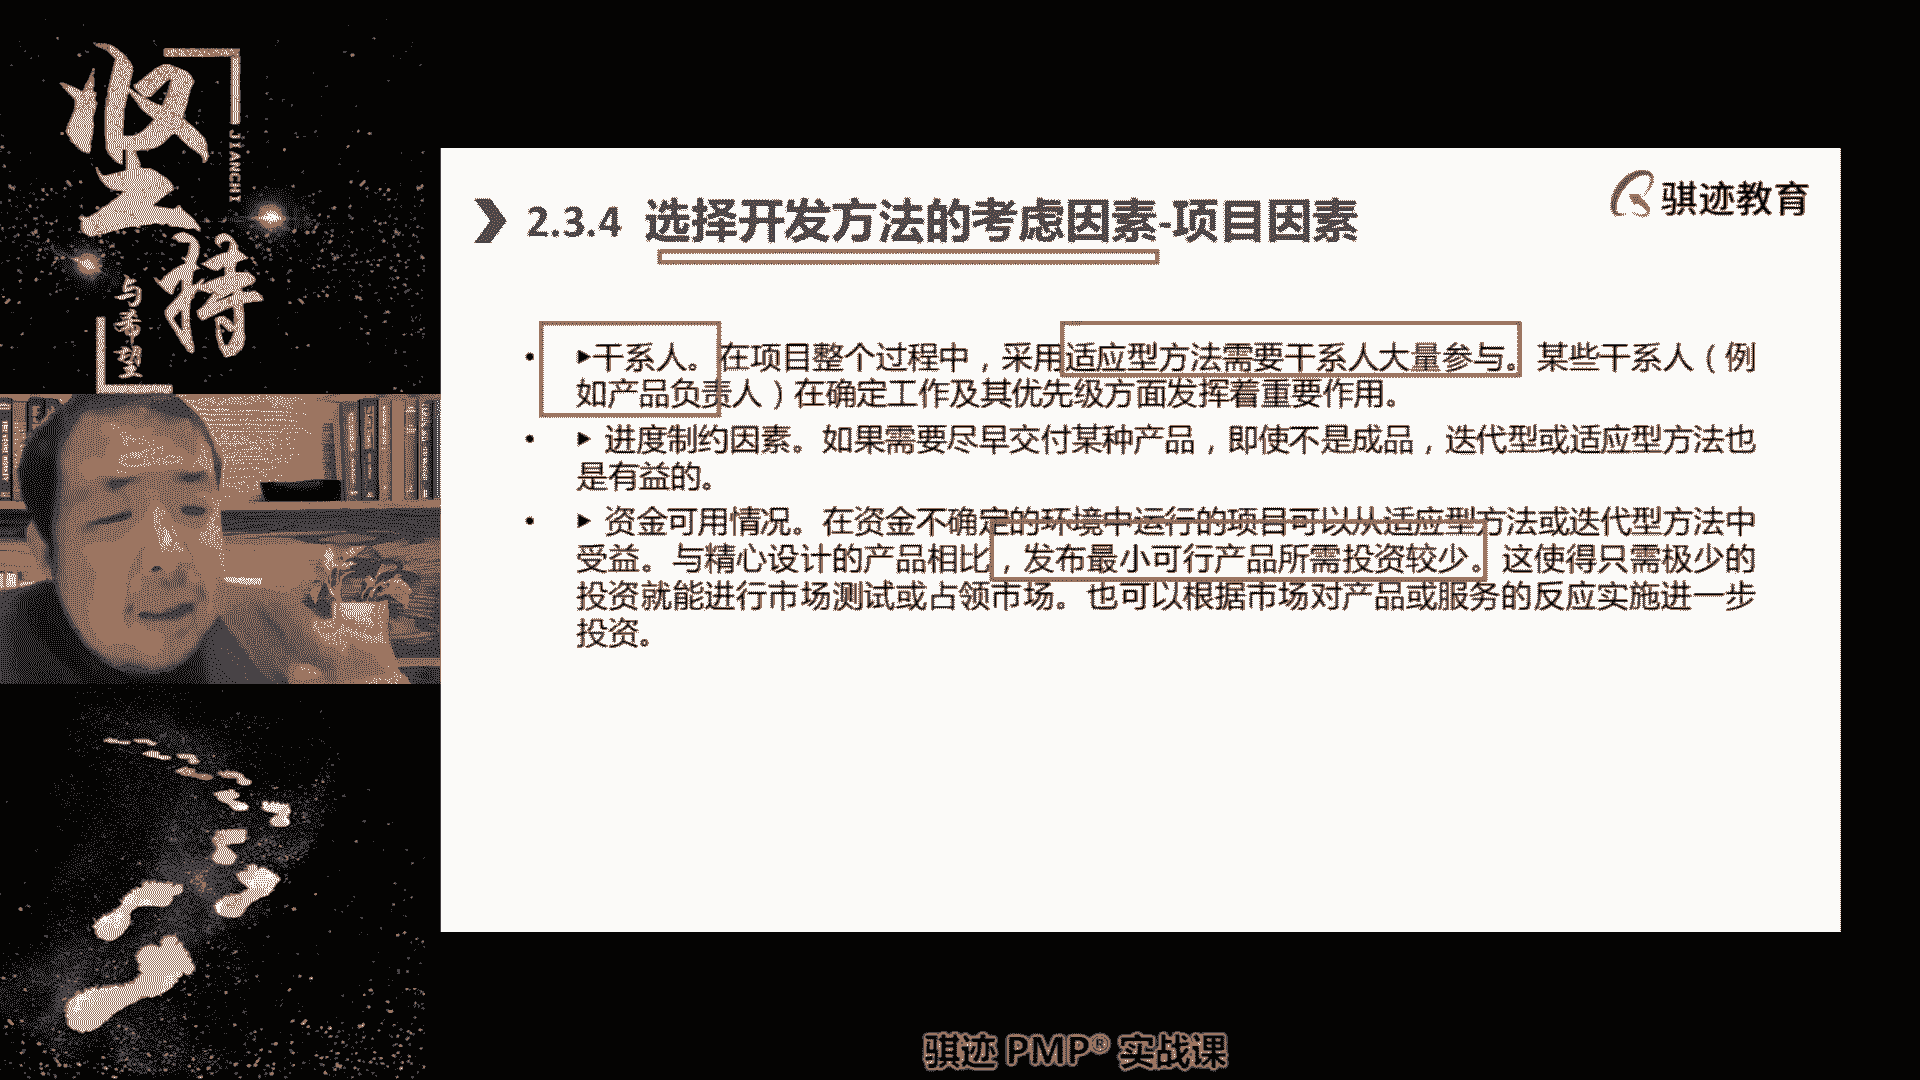 坚持
JIANCHI
与希望
骐迹教育
2.3.4 选择开发方法的考虑因素-项目因素
• ▶干系人。在项目整个过程中，采用适应型方法需要干系人大量参与。某些干系人（例
如产品负责人）在确定工作及其优先级方面发挥着重要作用。
• ▶ 进度制约因素。如果需要尽早交付某种产品，即使不是成品，迭代型或适应型方法也
是有益的。
• ▶ 资金可用情况。在资金不确定的环境中运行的项目可以从适应型方法或迭代型方法中
受益。与精心设计的产品相比，发布最小可行产品所需投资较少。这使得只需极少的
投资就能进行市场测试或占领市场。也可以根据市场对产品或服务的反应实施进一步
投资。
骐迹 PMP® 实战课